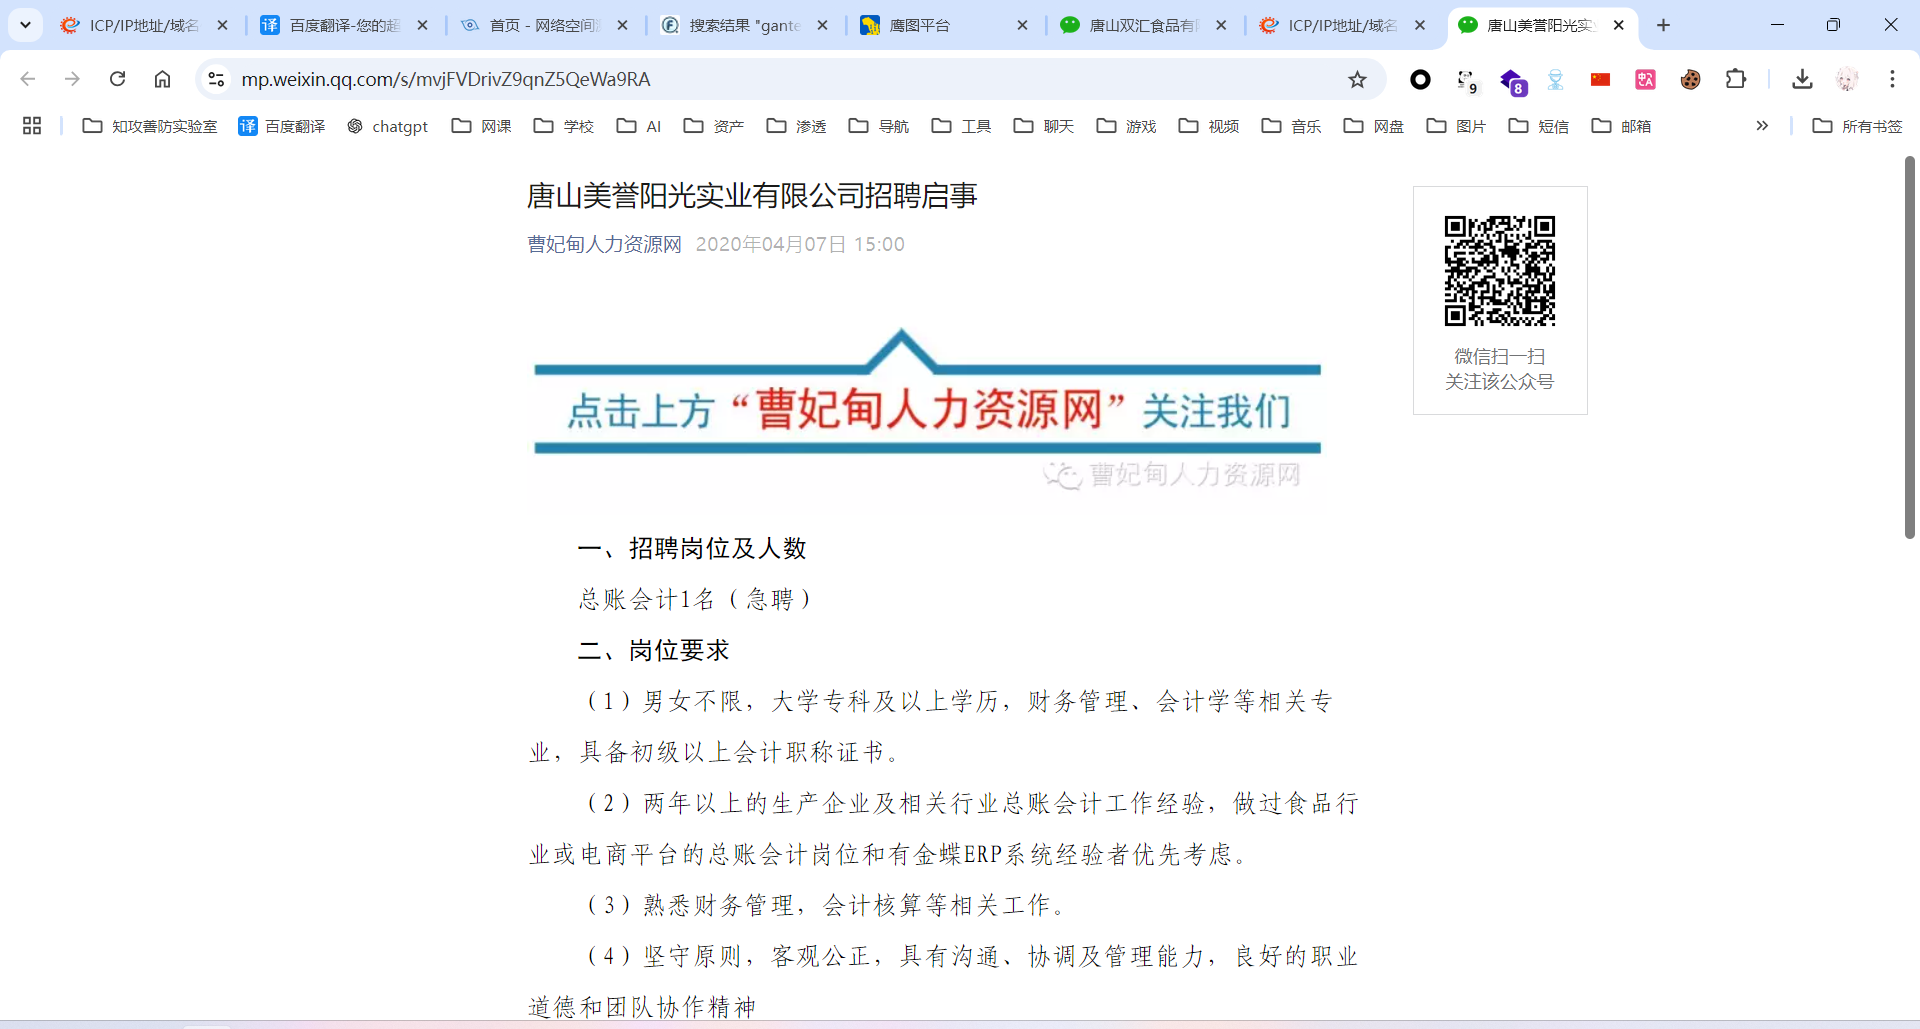 ICP/IP地址/域名
百度翻译-您的超
首页 - 网络空间
搜索结果 "gante
鹰图平台
唐山双汇食品有
ICP/IP地址/域名
唐山美誉阳光实
mp.weixin.qq.com/s/mvjFVDrivZ9qnZ5QeWa9RA
9
8
知攻善防实验室
译 百度翻译
chatgpt
网课
学校
AI
资产
渗透
导航
工具
聊天
游戏
视频
音乐
网盘
图片
短信
邮箱
所有书签
唐山美誉阳光实业有限公司招聘启事
曹妃甸人力资源网 2020年04月07日 15:00
点击上方“曹妃甸人力资源网”关注我们
曹妃甸人力资源网
微信扫一扫
关注该公众号
一、招聘岗位及人数
总账会计1名（急聘）
二、岗位要求
（1）男女不限，大学专科及以上学历，财务管理、会计学等相关专
业，具备初级以上会计职称证书。
（2）两年以上的生产企业及相关行业总账会计工作经验，做过食品行
业或电商平台的总账会计岗位和有金蝶ERP系统经验者优先考虑。
（3）熟悉财务管理，会计核算等相关工作。
（4）坚守原则，客观公正，具有沟通、协调及管理能力，良好的职业
道德和团队协作精神